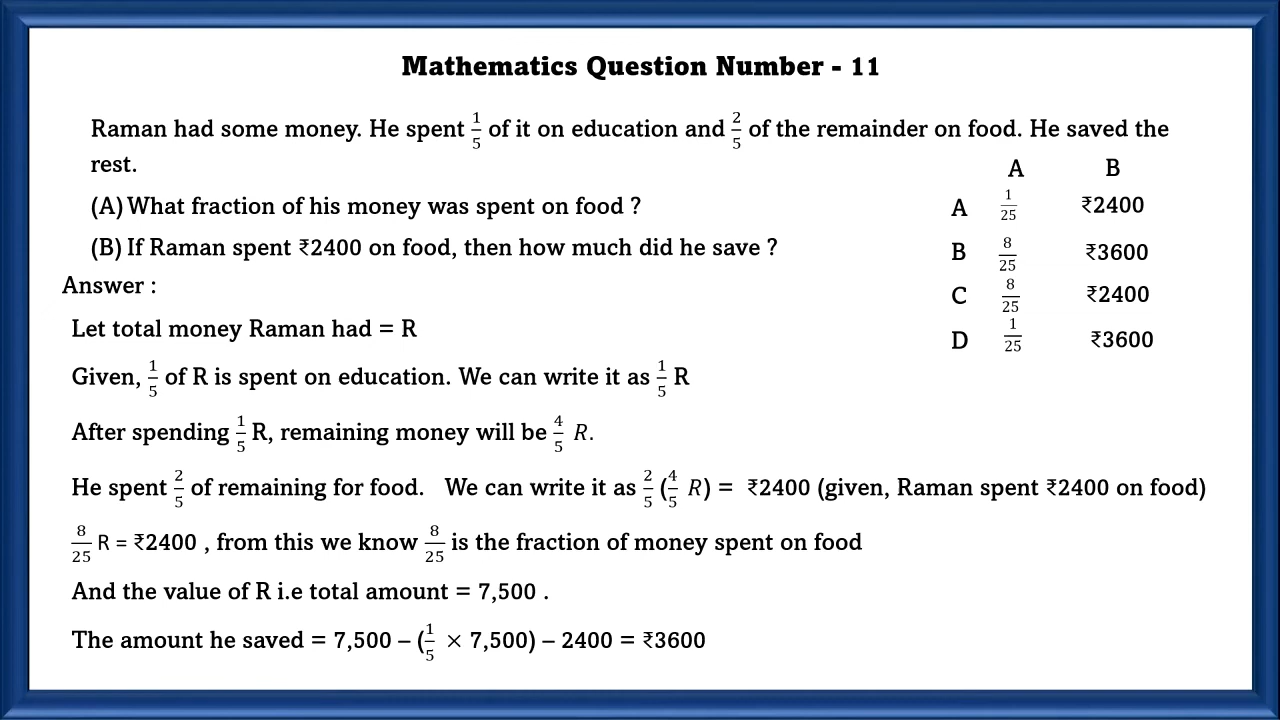 Mathematics Question Number - 11
Raman had some money. He spent 1/5 of it on education and 2/5 of the remainder on food. He saved the
rest.
A B
(A) What fraction of his money was spent on food ?
A 1/25 ₹2400
(B) If Raman spent ₹2400 on food, then how much did he save ?
B 8/25 ₹3600
Answer :
C 8/25 ₹2400
Let total money Raman had = R
D 1/25 ₹3600
Given, 1/5 of R is spent on education. We can write it as 1/5 R
After spending 1/5 R, remaining money will be 4/5 R.
He spent 2/5 of remaining for food. We can write it as 2/5 (4/5 R) = ₹2400 (given, Raman spent ₹2400 on food)
8/25 R = ₹2400 , from this we know 8/25 is the fraction of money spent on food
And the value of R i.e total amount = 7,500 .
The amount he saved = 7,500 – (1/5 × 7,500) – 2400 = ₹3600